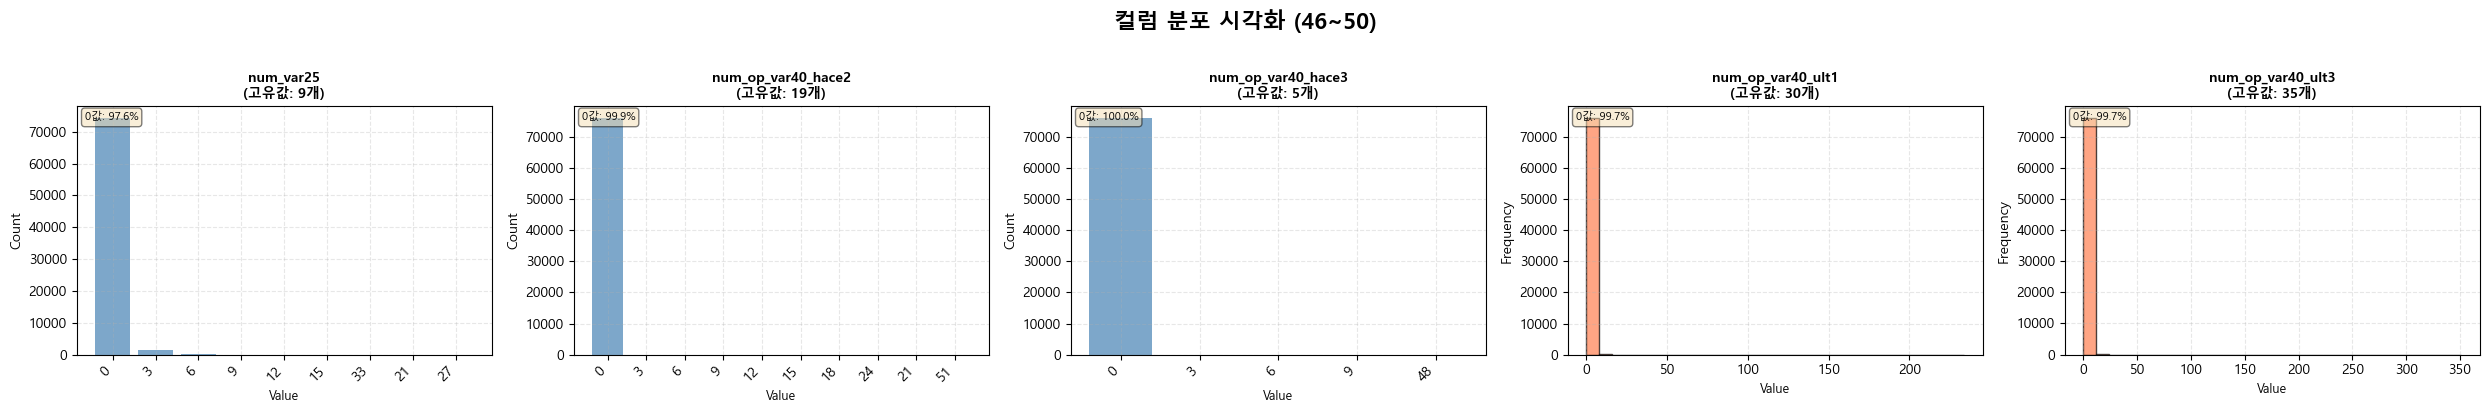 컬럼 분포 시각화 (46~50)
num_var25
(고유값: 9개)
0값: 97.6%
Count
70000
60000
50000
40000
30000
20000
10000
0
0 3 6 9 12 15 33 21 27
Value
num_op_var40_hace2
(고유값: 19개)
0값: 99.9%
Count
70000
60000
50000
40000
30000
20000
10000
0
0 3 6 9 12 15 18 24 21 51
Value
num_op_var40_hace3
(고유값: 5개)
0값: 100.0%
Count
70000
60000
50000
40000
30000
20000
10000
0
0 3 6 9 48
Value
num_op_var40_ult1
(고유값: 30개)
0값: 99.7%
Frequency
70000
60000
50000
40000
30000
20000
10000
0
0 50 100 150 200
Value
num_op_var40_ult3
(고유값: 35개)
0값: 99.7%
Frequency
70000
60000
50000
40000
30000
20000
10000
0
0 50 100 150 200 250 300 350
Value